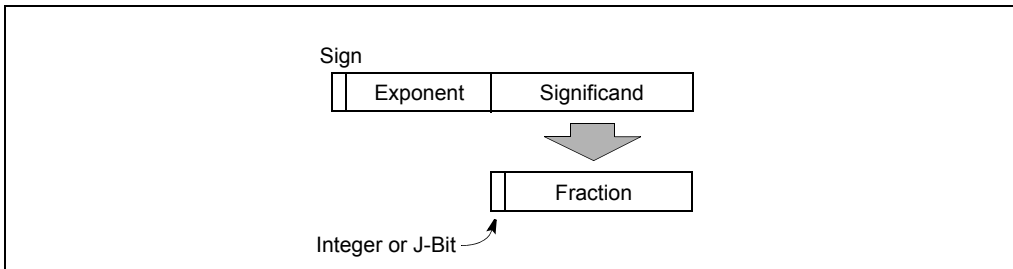 Sign
Exponent Significand
Fraction
Integer or J-Bit